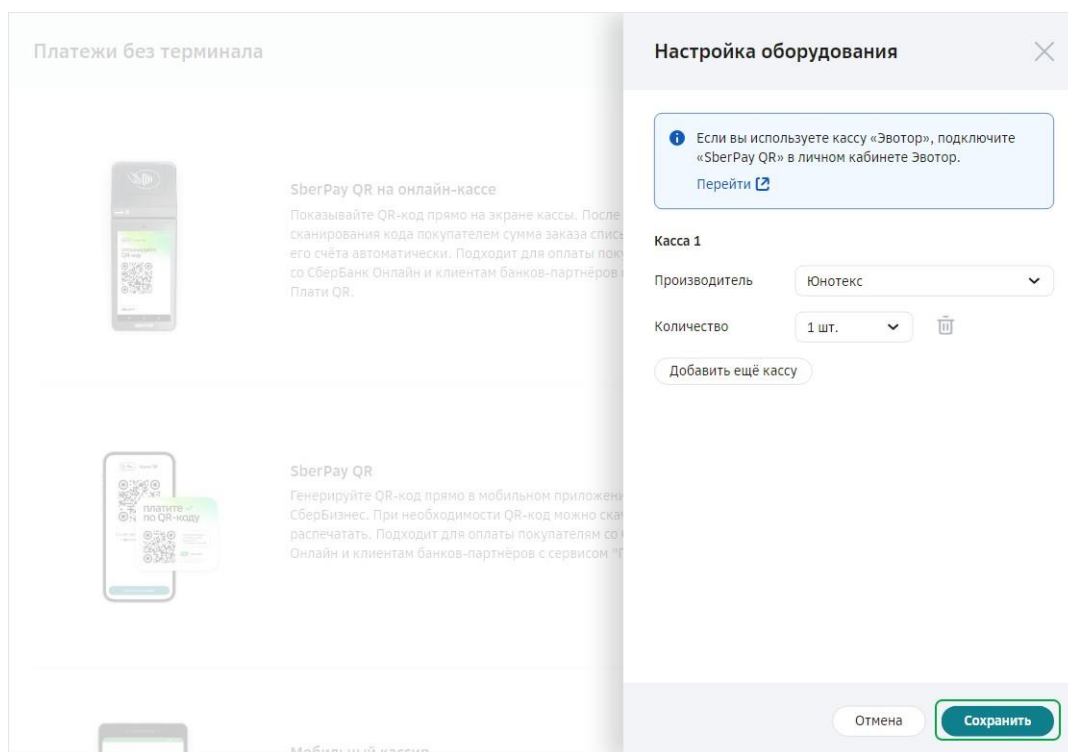 Платежи без терминала
SberPay QR на онлайн-кассе
Показывайте QR-код прямо на экране кассы. После
сканирования кода покупателем сумма заказа
его счёта автоматически. Подходит для оплаты
со СберБанк Онлайн и клиентам банков-партнёров
Плати QR.
SberPay QR
Генерируйте QR-код прямо в мобильном
СберБизнес. При необходимости QR-код можно
распечатать. Подходит для оплаты покупателям со
Онлайн и клиентам банков-партнёров с сервисом
платите
по QR-коду
Мобильный кассир
Настройка оборудования
Если вы используете кассу «Эвотор», подключите
«SberPay QR» в личном кабинете Эвотор.
Перейти
Касса 1
Производитель
Юнотекс
Количество
1 шт.
Добавить ещё кассу
Отмена
Сохранить